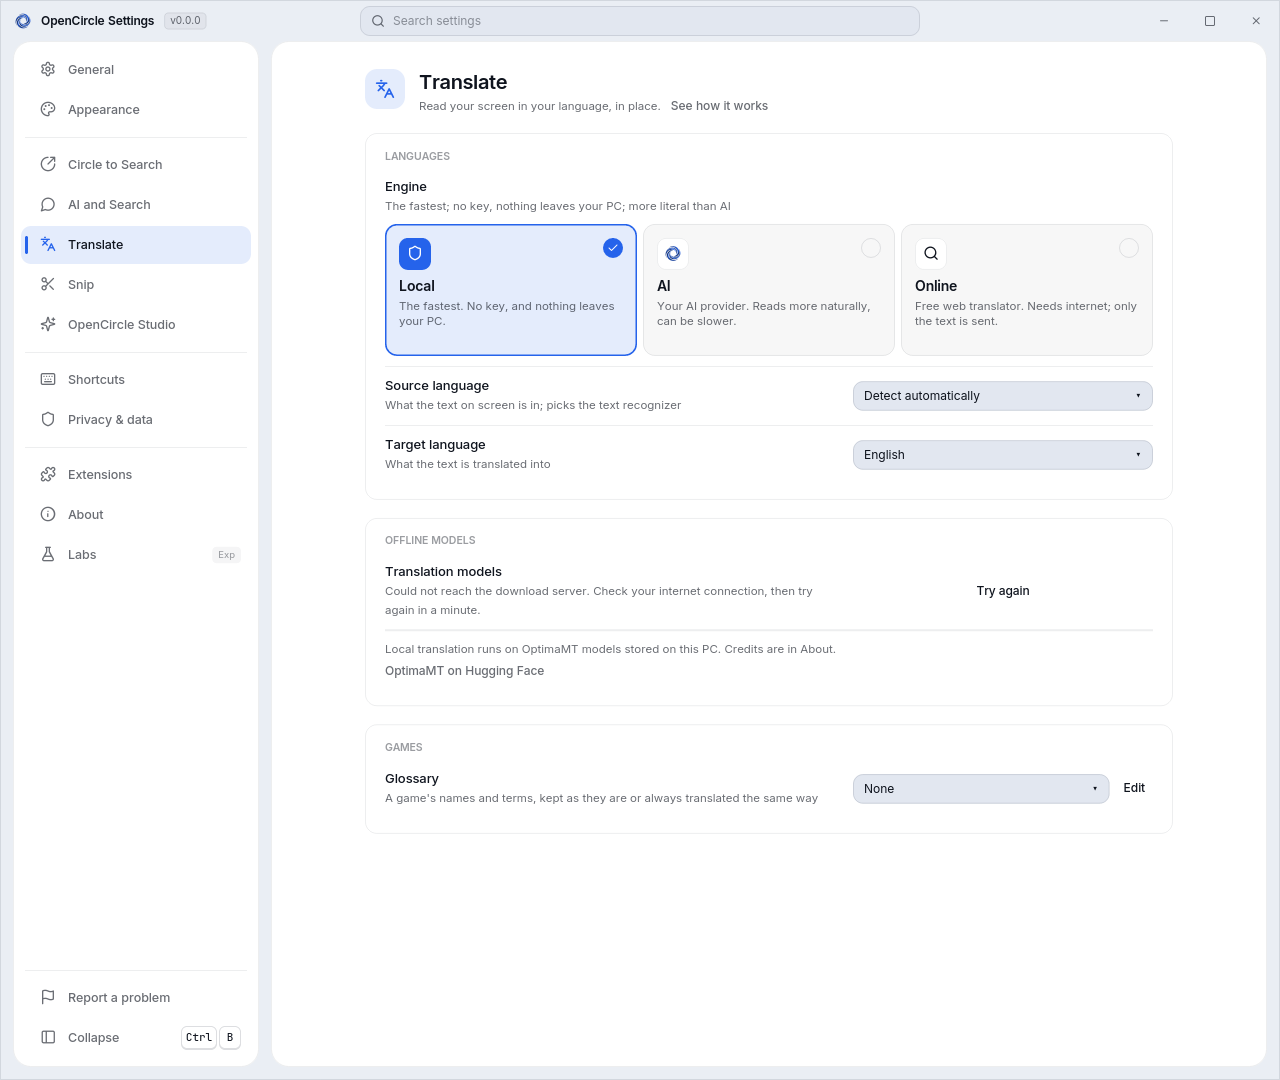 OpenCircle Settings v0.0.0
Search settings
General
Appearance
Circle to Search
AI and Search
Translate
Snip
OpenCircle Studio
Shortcuts
Privacy & data
Extensions
About
Labs Exp
Report a problem
Collapse Ctrl B
Translate
Read your screen in your language, in place. See how it works
LANGUAGES
Engine
The fastest; no key, nothing leaves your PC; more literal than AI
Local
The fastest. No key, and nothing leaves
your PC.
AI
Your AI provider. Reads more naturally,
can be slower.
Online
Free web translator. Needs internet; only
the text is sent.
Source language
What the text on screen is in; picks the text recognizer
Detect automatically
Target language
What the text is translated into
English
OFFLINE MODELS
Translation models
Could not reach the download server. Check your internet connection, then try
again in a minute.
Try again
Local translation runs on OptimaMT models stored on this PC. Credits are in About.
OptimaMT on Hugging Face
GAMES
Glossary
A game's names and terms, kept as they are or always translated the same way
None
Edit